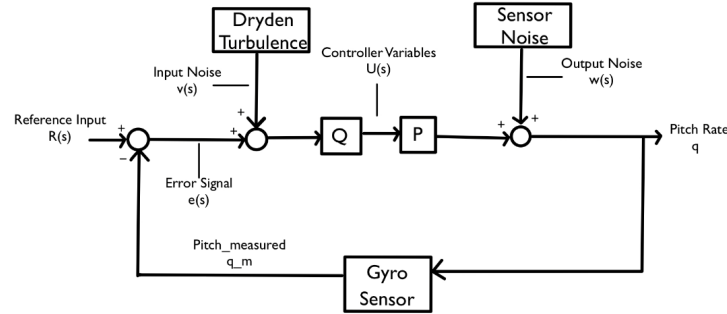 Dryden
Turbulence
Sensor
Noise
Input Noise
v(s)
Controller Variables
U(s)
Output Noise
w(s)
Reference Input
R(s)
+
−
+
+
Q
P
+
+
Pitch Rate
q
Error Signal
e(s)
Pitch_measured
q_m
Gyro
Sensor